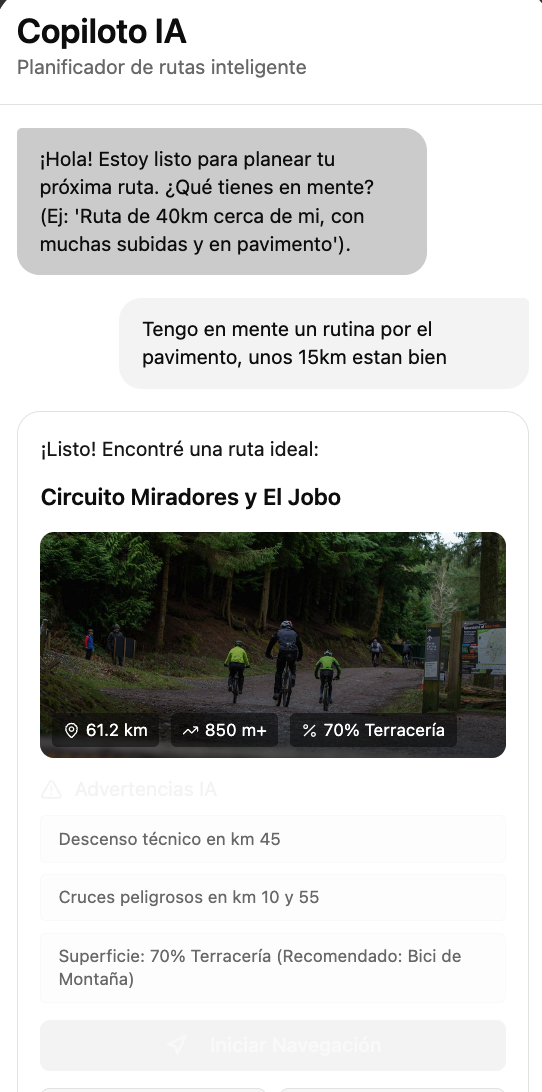 Copiloto IA
Planificador de rutas inteligente
¡Hola! Estoy listo para planear tu
próxima ruta. ¿Qué tienes en mente?
(Ej: 'Ruta de 40km cerca de mi, con
muchas subidas y en pavimento').
Tengo en mente un rutina por el
pavimento, unos 15km estan bien
¡Listo! Encontré una ruta ideal:
Circuito Miradores y El Jobo
61.2 km
850 m+
70% Terracería
Advertencias IA
Descenso técnico en km 45
Cruces peligrosos en km 10 y 55
Superficie: 70% Terracería (Recomendado: Bici de
Montaña)
Iniciar Navegación